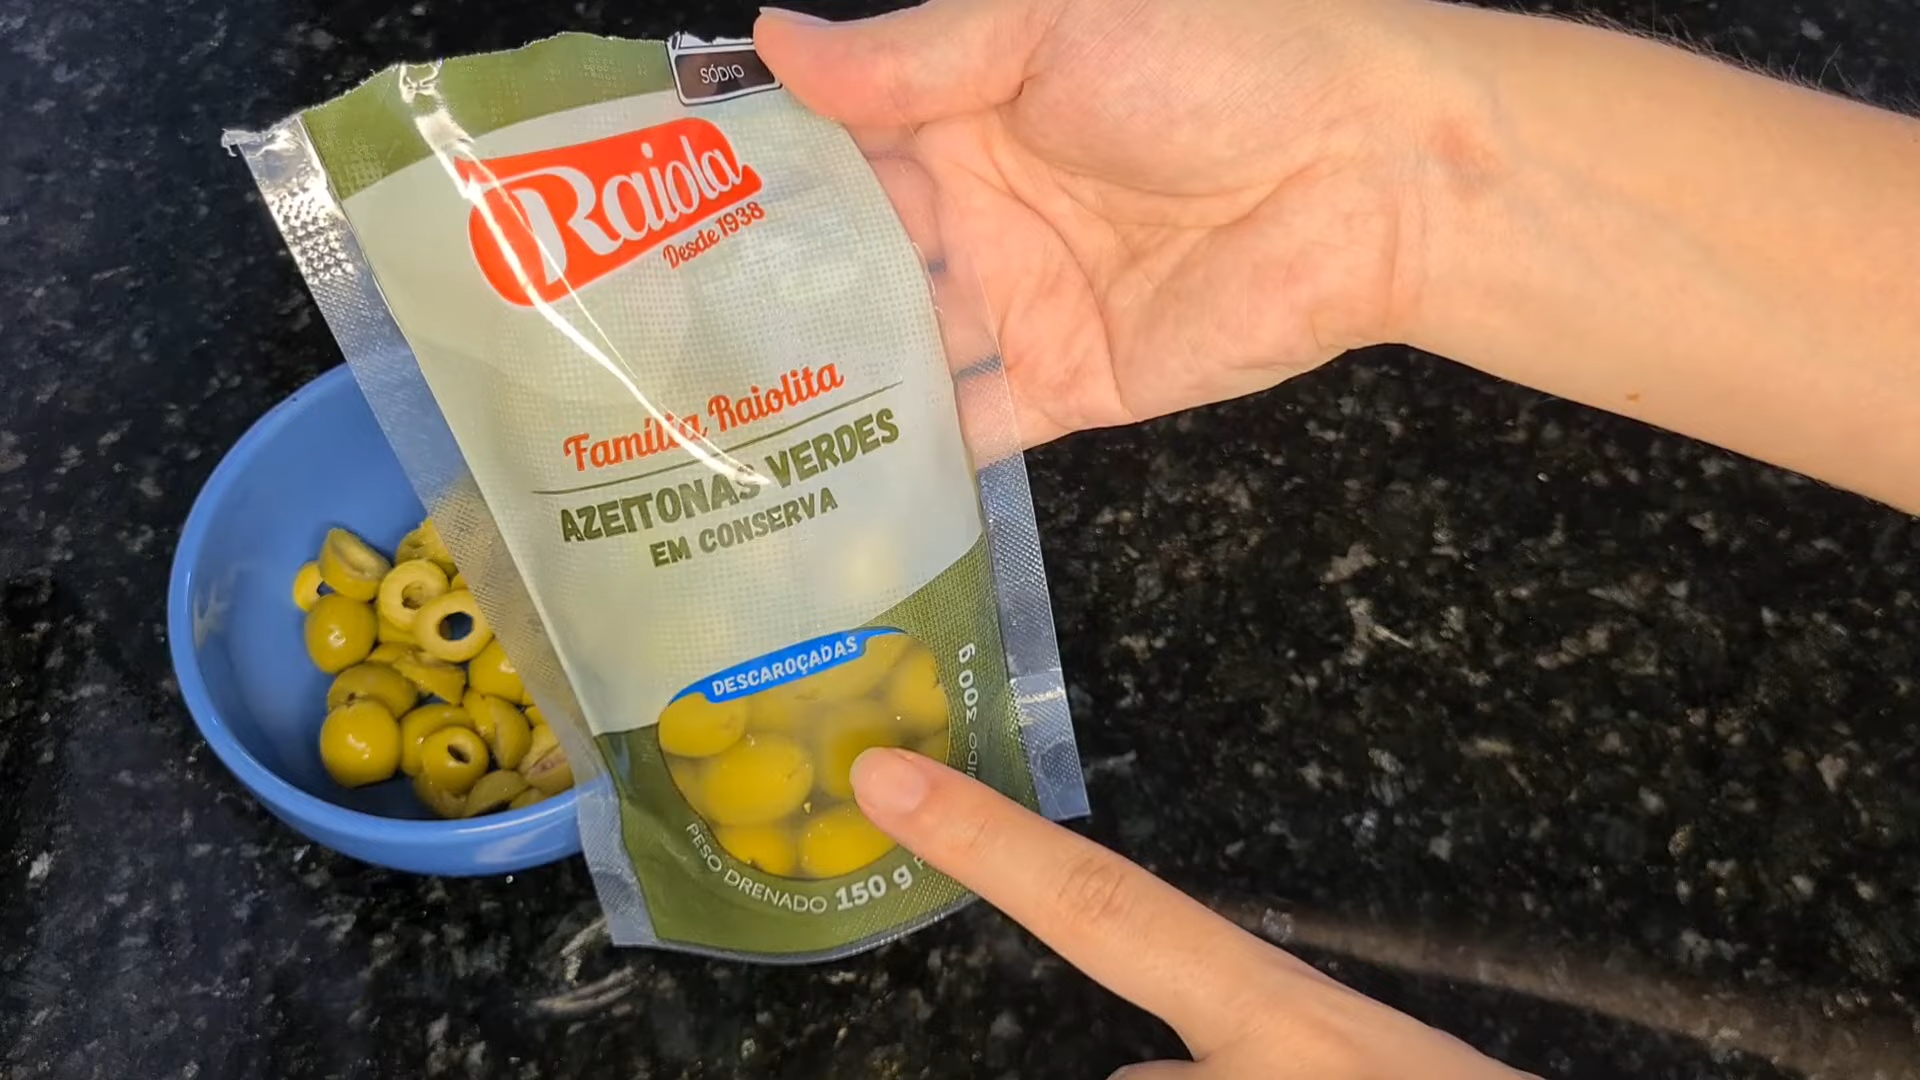 SÓDIO
Raiola
Desde 1938
Família Raiolita
AZEITONAS VERDES
EM CONSERVA
DESCAROÇADAS
PESO DRENADO 150 g
300 g